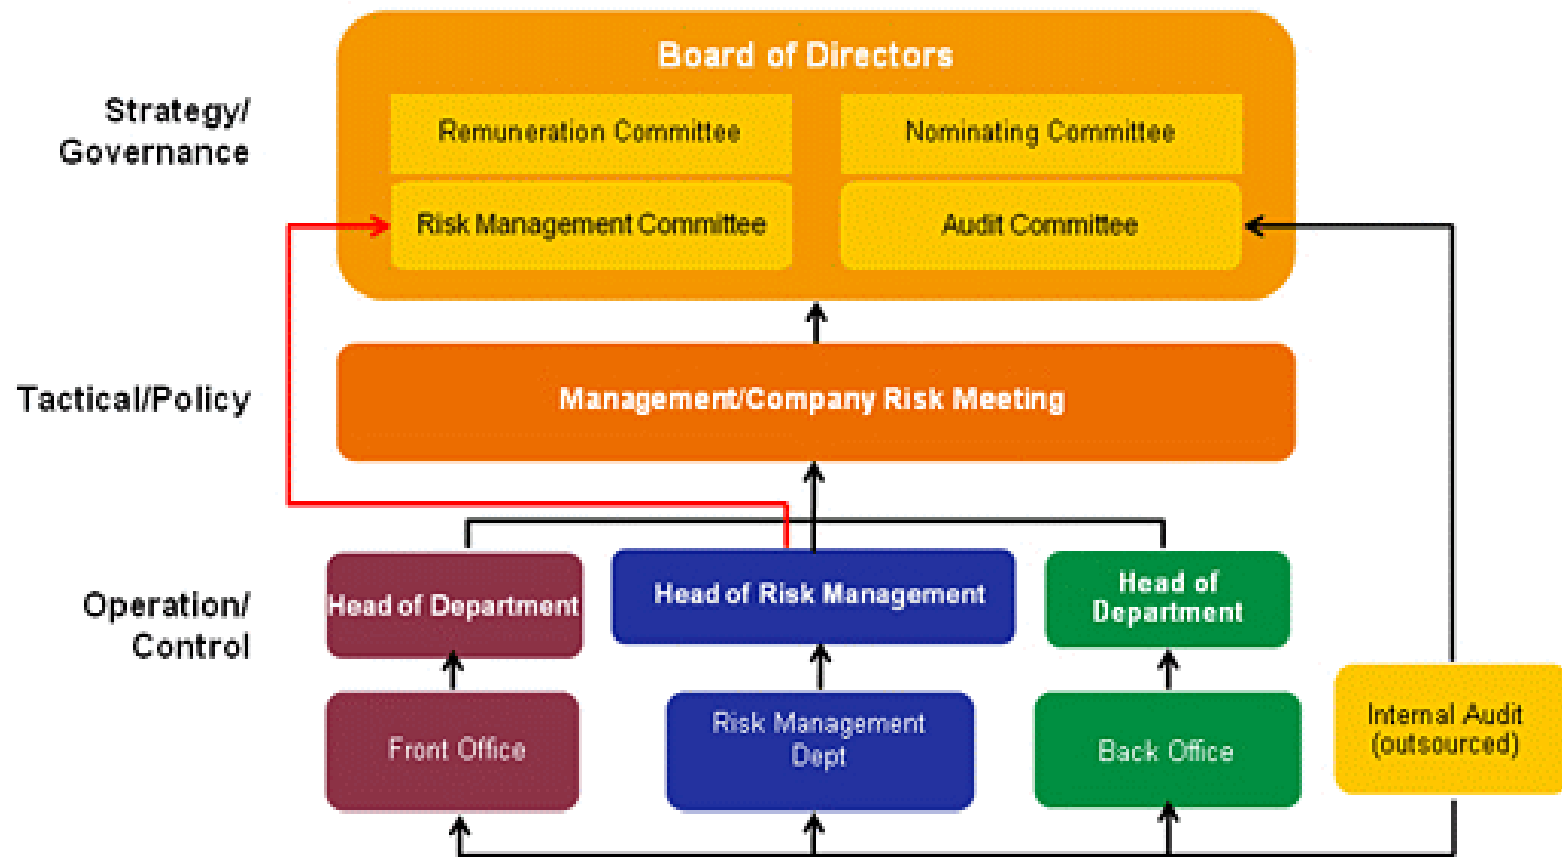 Board of Directors
Strategy/
Governance
Remuneration Committee
Nominating Committee
Risk Management Committee
Audit Committee
Tactical/Policy
Management/Company Risk Meeting
Operation/
Control
Head of Department
Head of Risk Management
Head of
Department
Front Office
Risk Management
Dept
Back Office
Internal Audit
(outsourced)